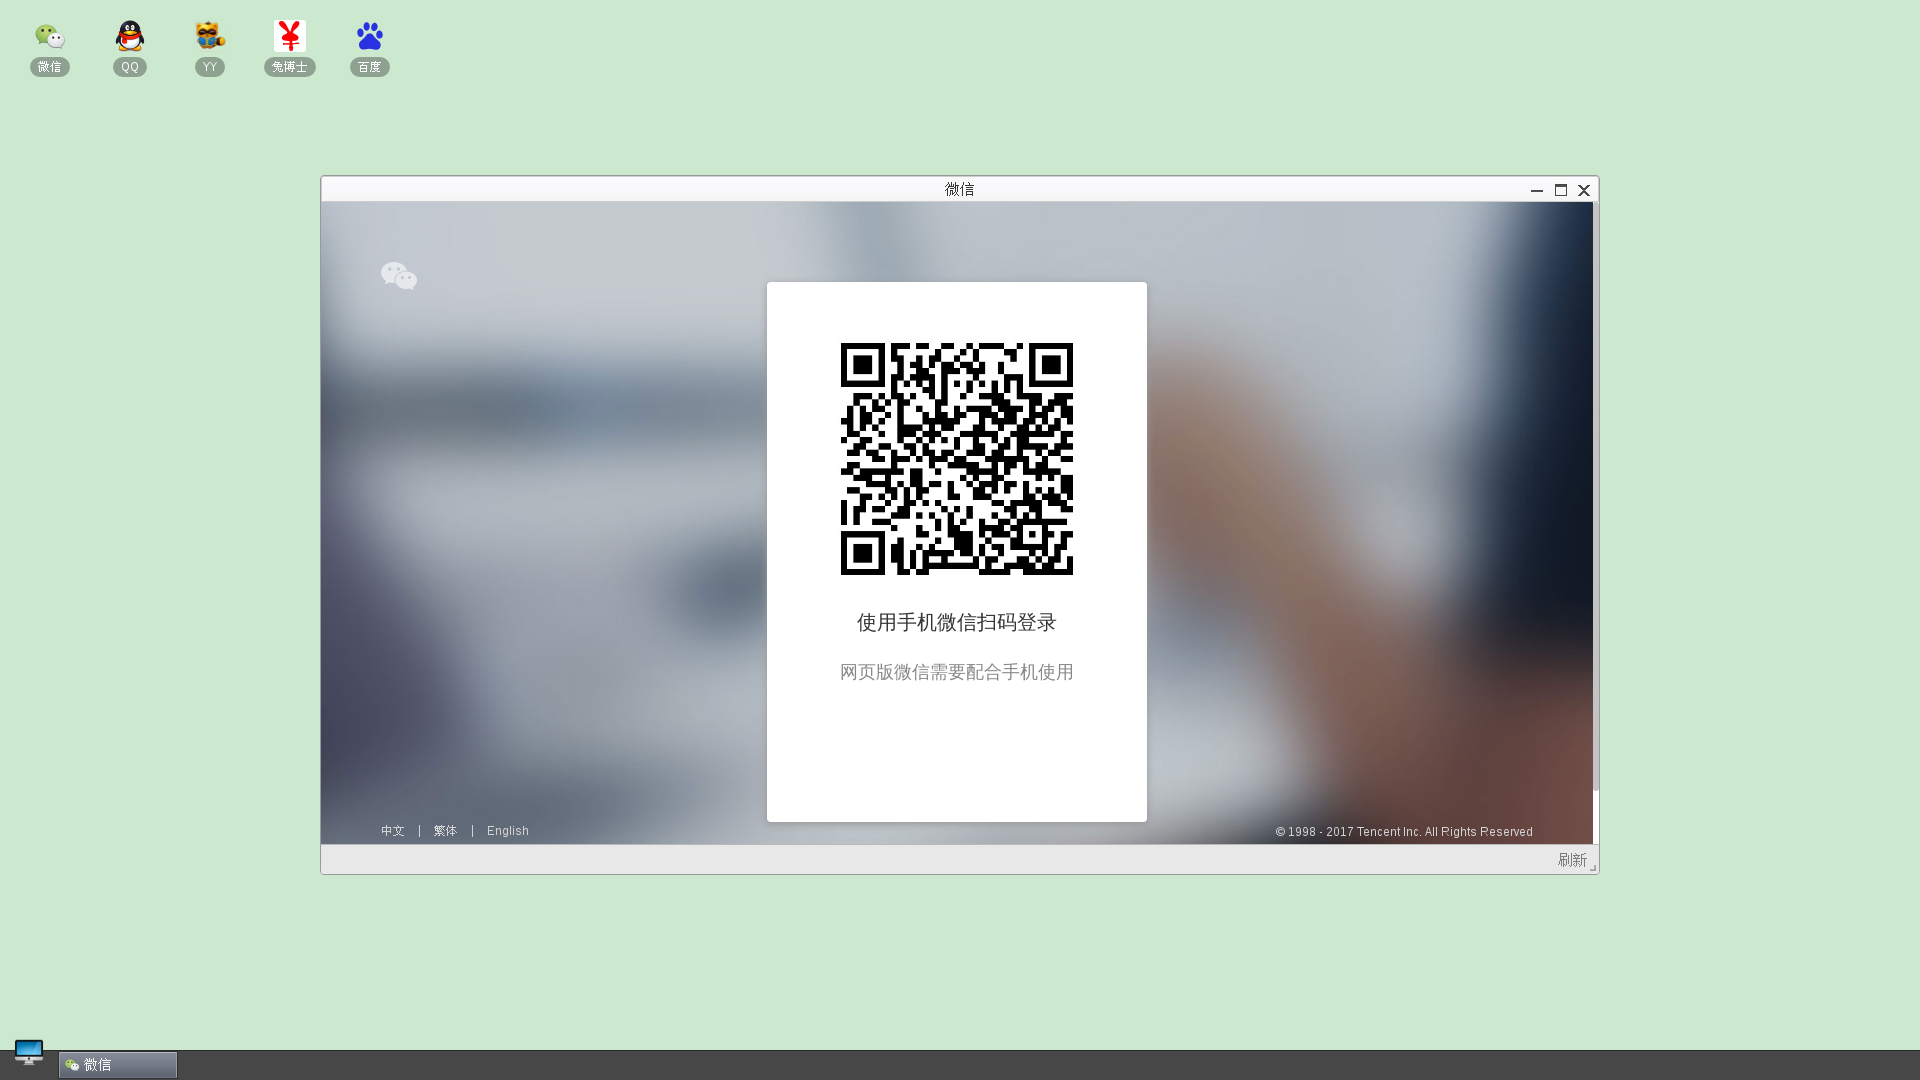 微信
QQ
YY
兔博士
百度
微信
使用手机微信扫码登录
网页版微信需要配合手机使用
中文 | 繁体 | English
© 1998 - 2017 Tencent Inc. All Rights Reserved
刷新
微信